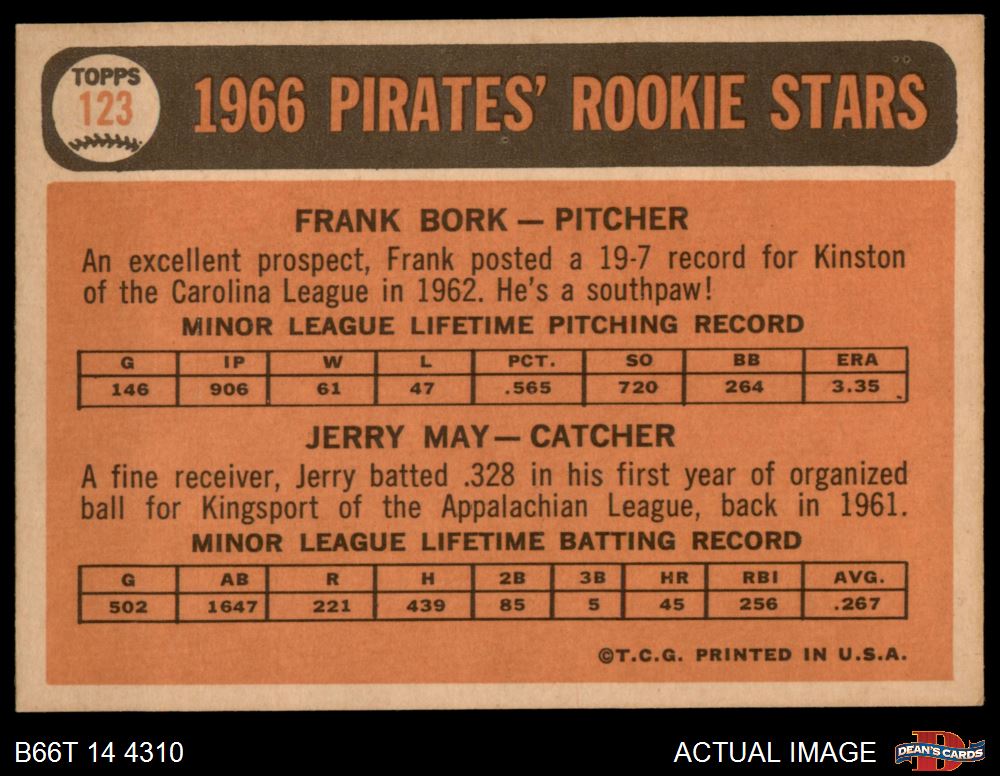 TOPPS
123
1966 PIRATES' ROOKIE STARS
FRANK BORK — PITCHER
An excellent prospect, Frank posted a 19-7 record for Kinston
of the Carolina League in 1962. He's a southpaw!
MINOR LEAGUE LIFETIME PITCHING RECORD
G IP W L PCT. SO BB ERA
146 906 61 47 .565 720 264 3.35
JERRY MAY — CATCHER
A fine receiver, Jerry batted .328 in his first year of organized
ball for Kingsport of the Appalachian League, back in 1961.
MINOR LEAGUE LIFETIME BATTING RECORD
G AB R H 2B 3B HR RBI AVG.
502 1647 221 439 85 5 45 256 .267
©T.C.G. PRINTED IN U.S.A.
B66T 14 4310 ACTUAL IMAGE DEAN'S CARDS